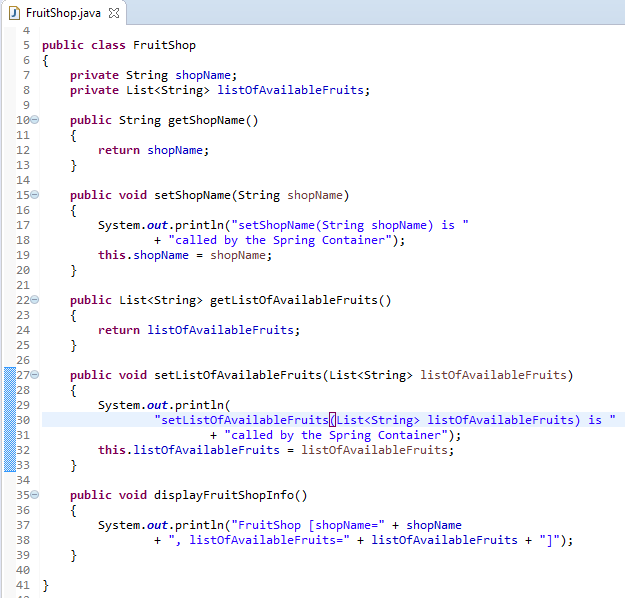 FruitShop.java
4
5 public class FruitShop
6 {
7     private String shopName;
8     private List<String> listOfAvailableFruits;
9
10     public String getShopName()
11     {
12         return shopName;
13     }
14
15     public void setShopName(String shopName)
16     {
17         System.out.println("setShopName(String shopName) is "
18                 + "called by the Spring Container");
19         this.shopName = shopName;
20     }
21
22     public List<String> getListOfAvailableFruits()
23     {
24         return listOfAvailableFruits;
25     }
26
27     public void setListOfAvailableFruits(List<String> listOfAvailableFruits)
28     {
29         System.out.println(
30                 "setListOfAvailableFruits(List<String> listOfAvailableFruits) is "
31                         + "called by the Spring Container");
32         this.listOfAvailableFruits = listOfAvailableFruits;
33     }
34
35     public void displayFruitShopInfo()
36     {
37         System.out.println("FruitShop [shopName=" + shopName
38                 + ", listOfAvailableFruits=" + listOfAvailableFruits + "]");
39     }
40
41 }